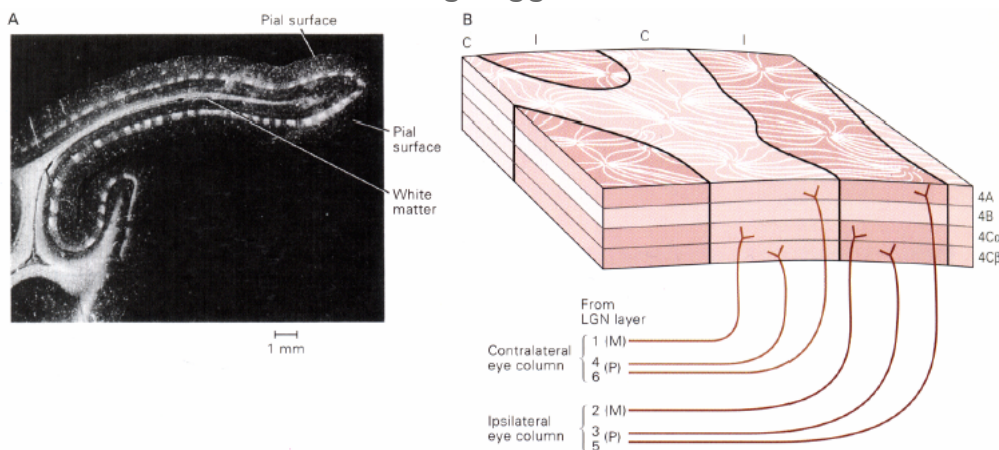 A
Pial surface
Pial
surface
White
matter
1 mm
B
C
I
C
I
4A
4B
4Cα
4Cβ
From
LGN layer
Contralateral
eye column
1 (M)
4
(P)
6
Ipsilateral
eye column
2 (M)
3
(P)
5